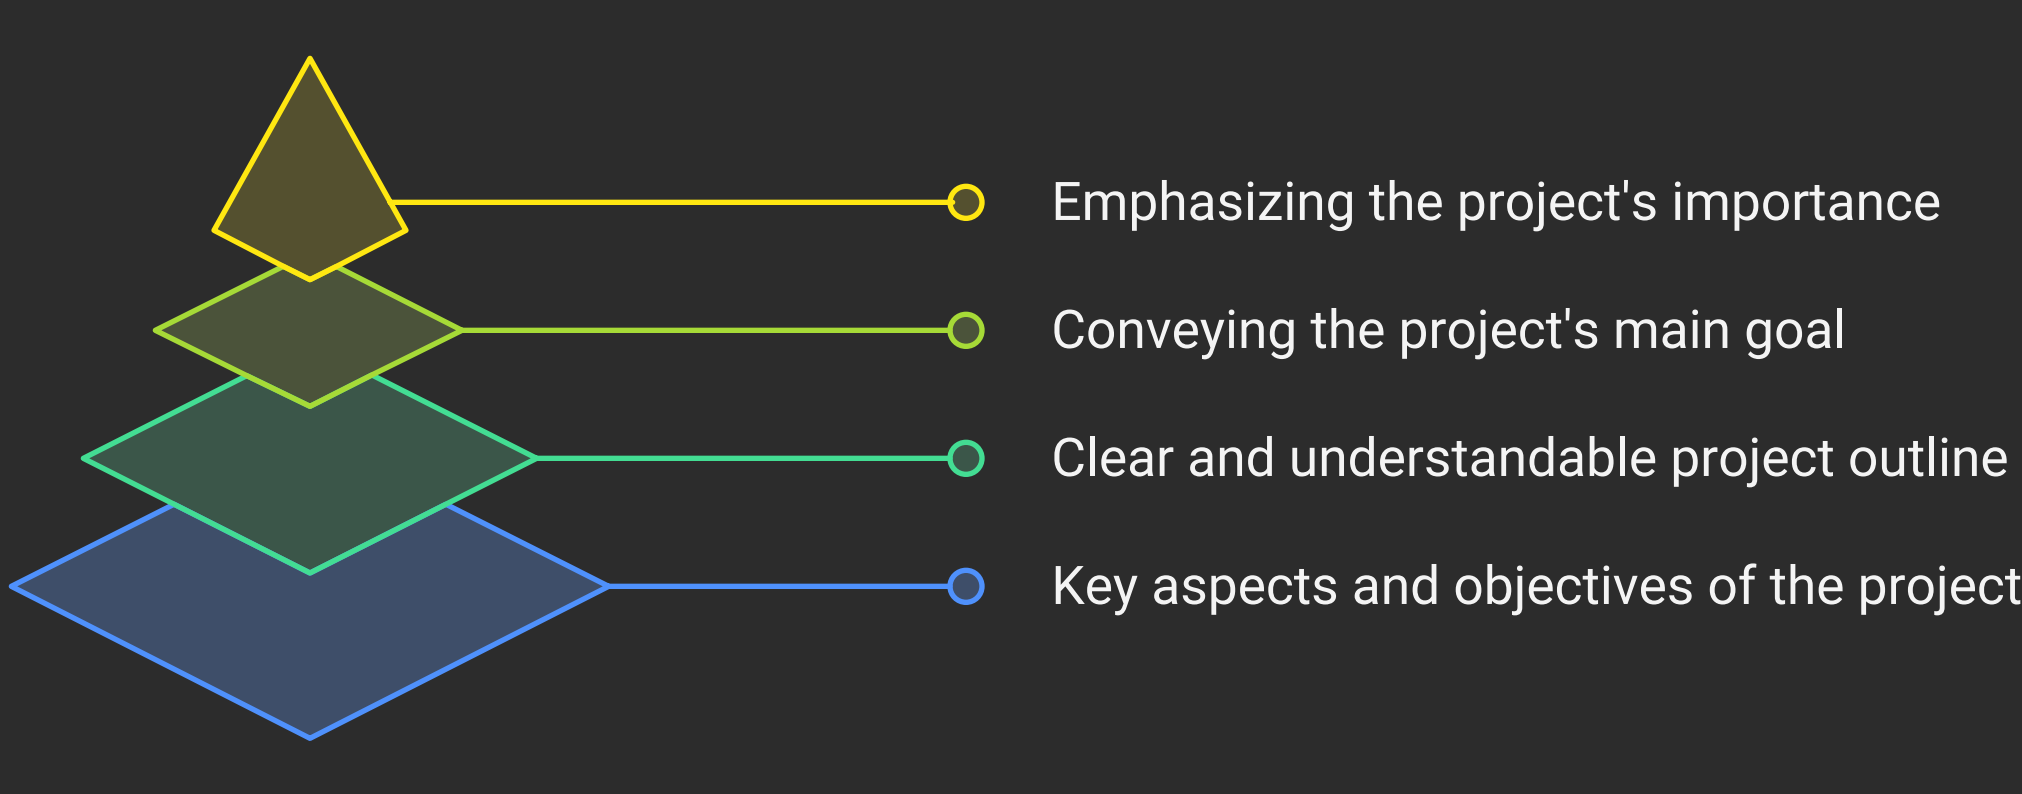 Emphasizing the project's importance
Conveying the project's main goal
Clear and understandable project outline
Key aspects and objectives of the project